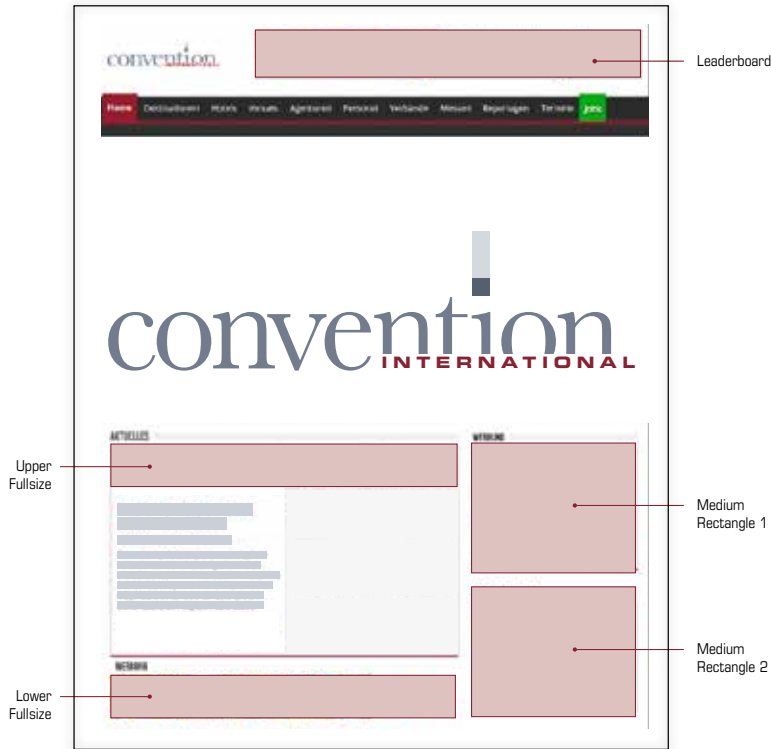 convention
Leaderboard
Home Destinationen Hotels Venues Agenturen Personal Verbände Messen Reportagen Termine Jobs
convention
INTERNATIONAL
AKTUELLES
WERBUNG
Upper
Fullsize
Medium
Rectangle 1
Medium
Rectangle 2
Lower
Fullsize